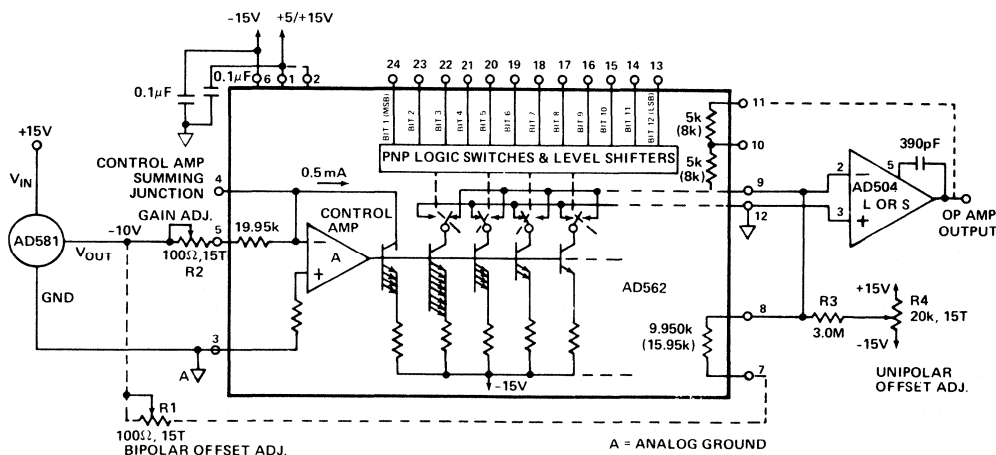 -15V
+5/+15V
0.1μF
0.1μF
6
1
2
24
23
22
21
20
19
18
17
16
15
14
13
BIT 1 (MSB)
BIT 2
BIT 3
BIT 4
BIT 5
BIT 6
BIT 7
BIT 8
BIT 9
BIT 10
BIT 11
BIT 12 (LSB)
PNP LOGIC SWITCHES & LEVEL SHIFTERS
5k
(8k)
5k
(8k)
11
10
9
12
390pF
2
3
5
AD504
L OR S
OP AMP
OUTPUT
+15V
VIN
AD581
VOUT
-10V
GND
CONTROL AMP
SUMMING
JUNCTION
4
0.5 mA
GAIN ADJ.
5
19.95k
100Ω,15T
R2
CONTROL
AMP
A
3
A
AD562
-15V
9.950k
(15.95k)
8
7
R3
3.0M
+15V
R4
20k, 15T
-15V
UNIPOLAR
OFFSET ADJ.
R1
100Ω, 15T
BIPOLAR OFFSET ADJ.
A = ANALOG GROUND